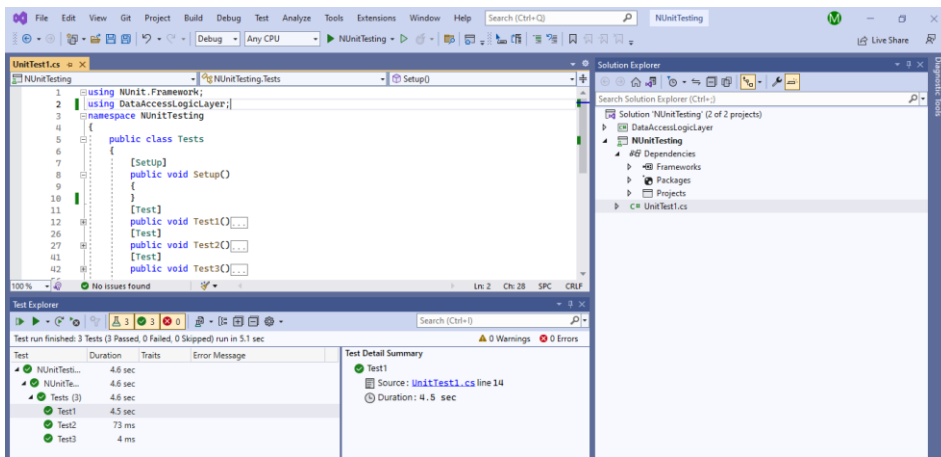 File Edit View Git Project Build Debug Test Analyze Tools Extensions Window Help Search (Ctrl+Q) NUnitTesting M
Debug Any CPU NUnitTesting Live Share
UnitTest1.cs
NUnitTesting NUnitTesting.Tests Setup()
1 using NUnit.Framework;
2 using DataAccessLogicLayer;
3 namespace NUnitTesting
4 {
5 public class Tests
6 {
7 [SetUp]
8 public void Setup()
9 {
10 }
11 [Test]
12 public void Test1()...
26 [Test]
27 public void Test2()...
41 [Test]
42 public void Test3()...
100 % No issues found Ln: 2 Ch: 28 SPC CRLF
Solution Explorer
Search Solution Explorer (Ctrl+;)
Solution 'NUnitTesting' (2 of 2 projects)
DataAccessLogicLayer
NUnitTesting
Dependencies
Frameworks
Packages
Projects
C# UnitTest1.cs
Diagnostic Tools
Test Explorer
3 3 0 Search (Ctrl+I)
Test run finished: 3 Tests (3 Passed, 0 Failed, 0 Skipped) run in 5.1 sec 0 Warnings 0 Errors
Test Duration Traits Error Message
NUnitTesti... 4.6 sec
NUnitTe... 4.6 sec
Tests (3) 4.6 sec
Test1 4.5 sec
Test2 73 ms
Test3 4 ms
Test Detail Summary
Test1
Source: UnitTest1.cs line 14
Duration: 4.5 sec